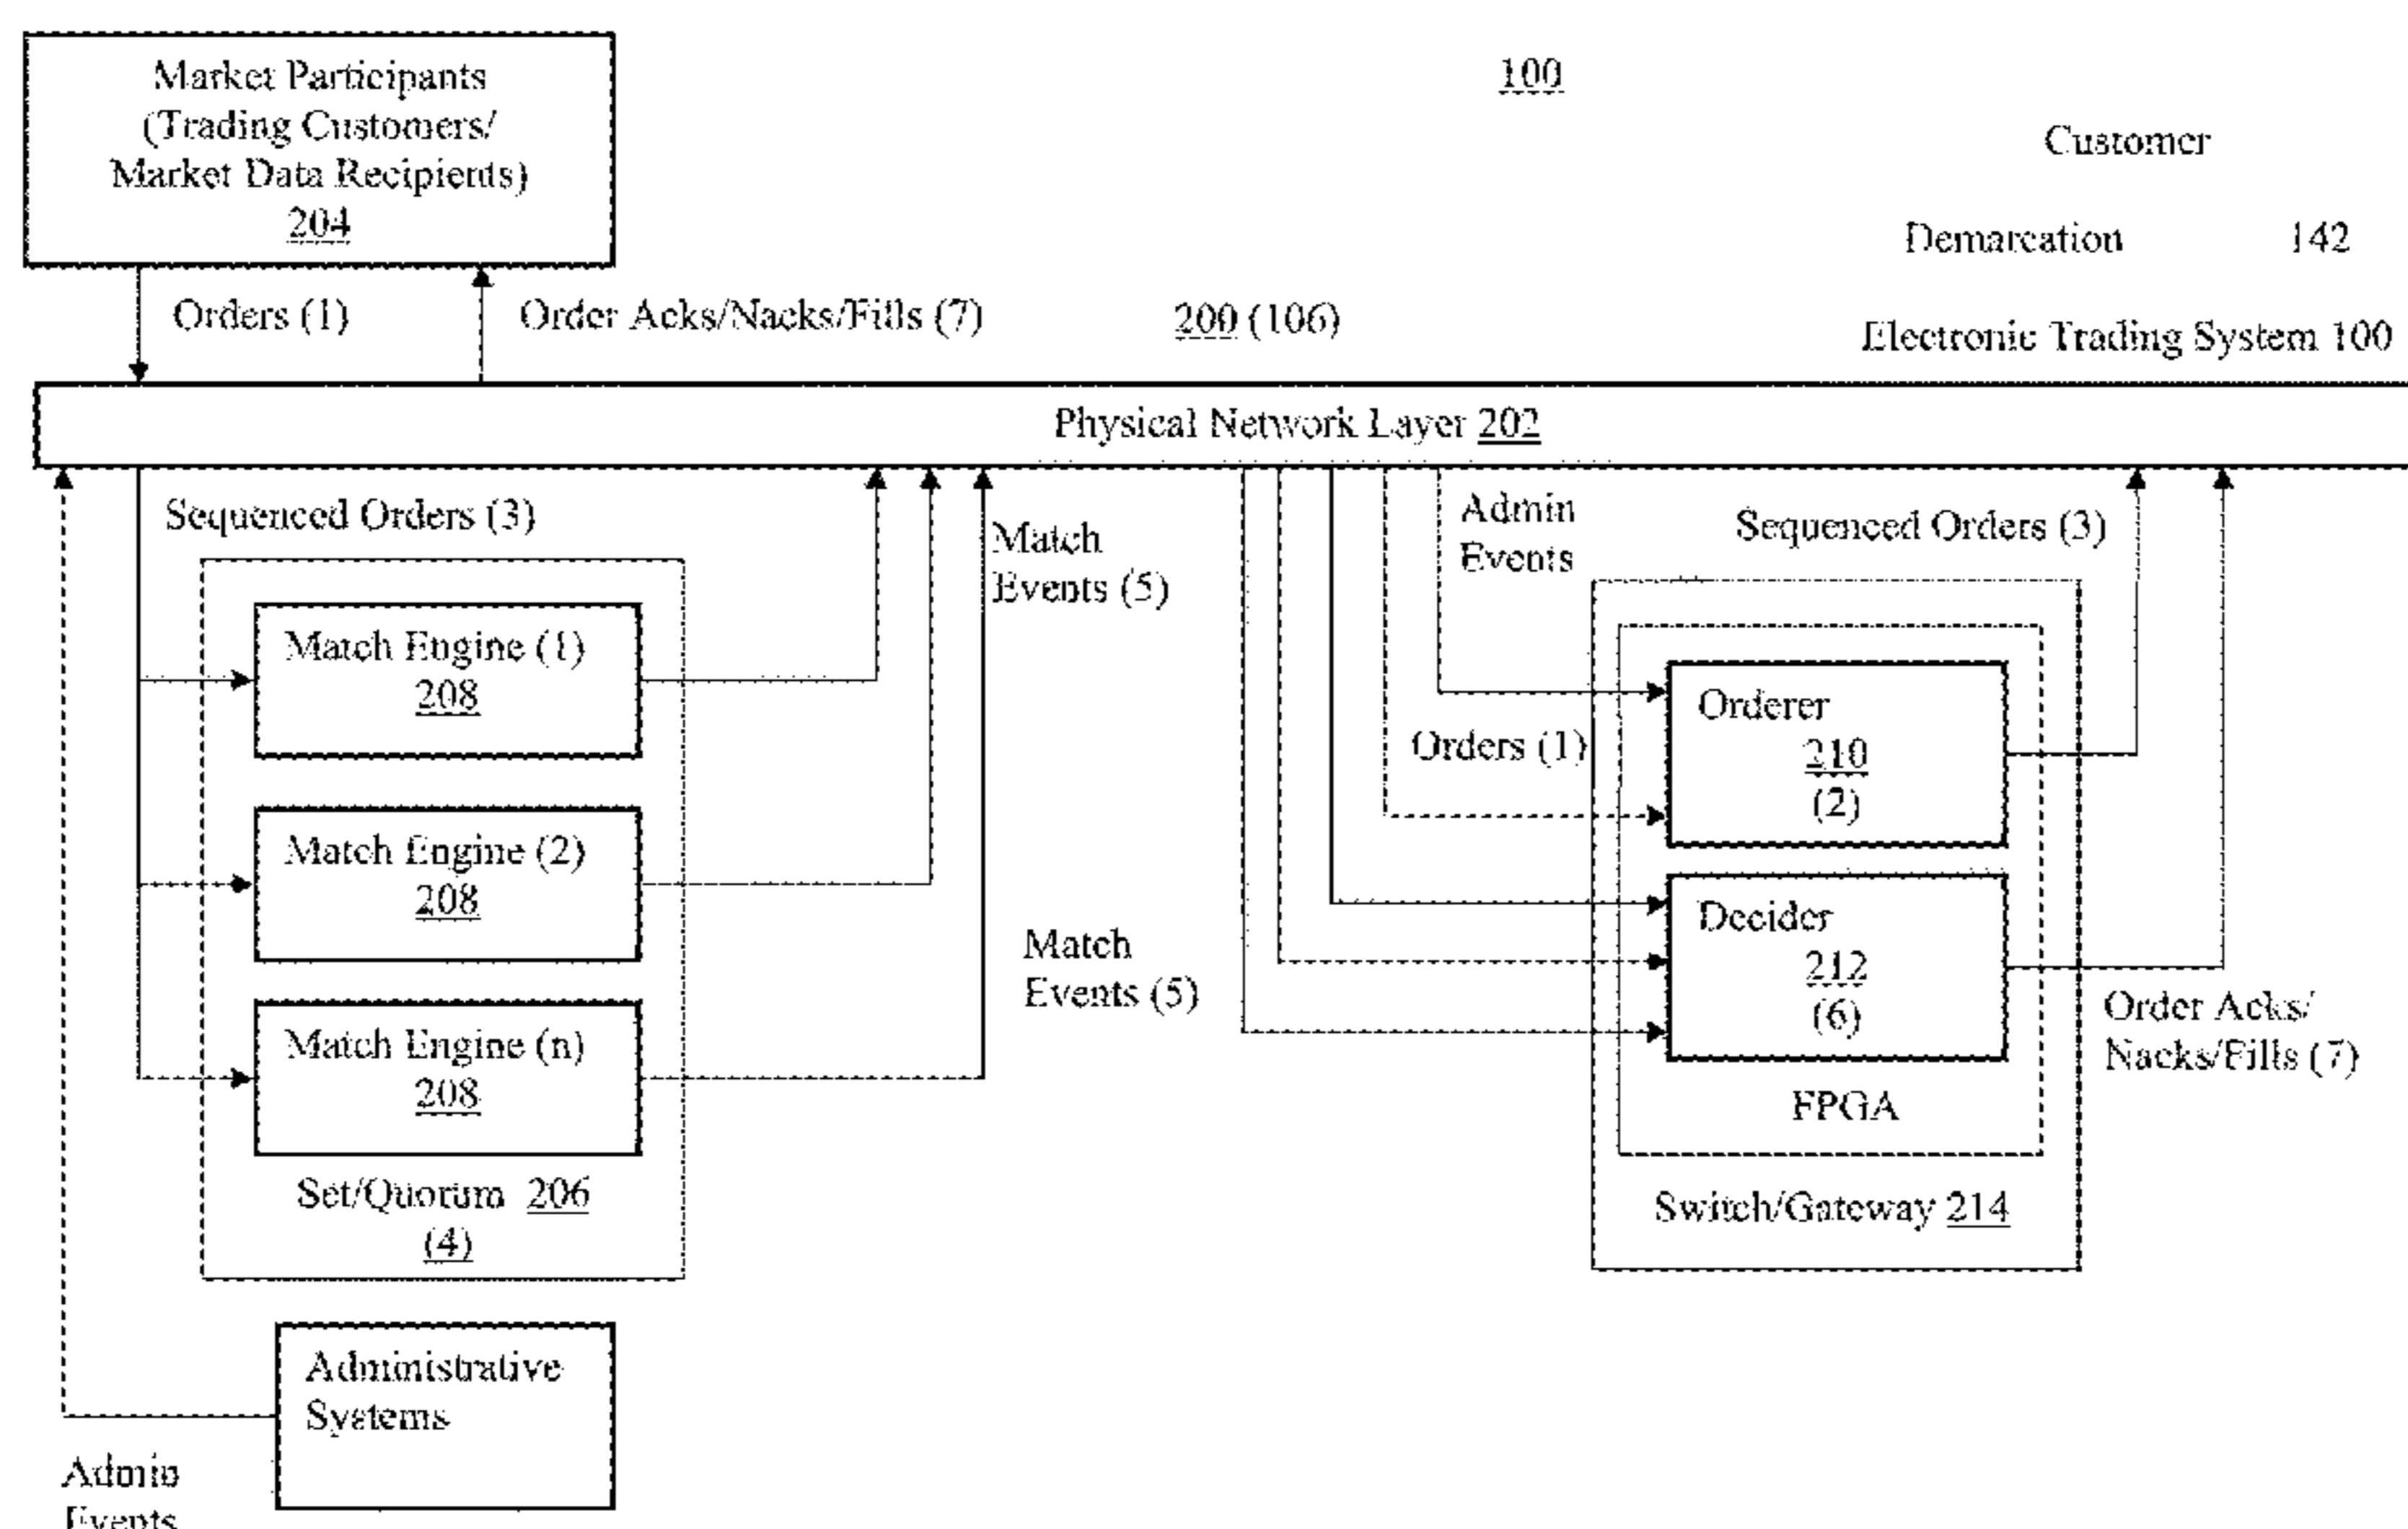 Market Participants
(Trading Customers/
Market Data Recipients)
204
100
Customer
Demarcation 142
Orders (1)
Order Acks/Nacks/Fills (7)
200 (106)
Electronic Trading System 100
Physical Network Layer 202
Sequenced Orders (3)
Match
Events (5)
Admin
Events
Sequenced Orders (3)
Match Engine (1)
208
Match Engine (2)
208
Match Engine (n)
208
Set/Quorum 206
(4)
Match
Events (5)
Orders (1)
Orderer
210
(2)
Decider
212
(6)
FPGA
Switch/Gateway 214
Order Acks/
Nacks/Fills (7)
Administrative
Systems
Admin
Events